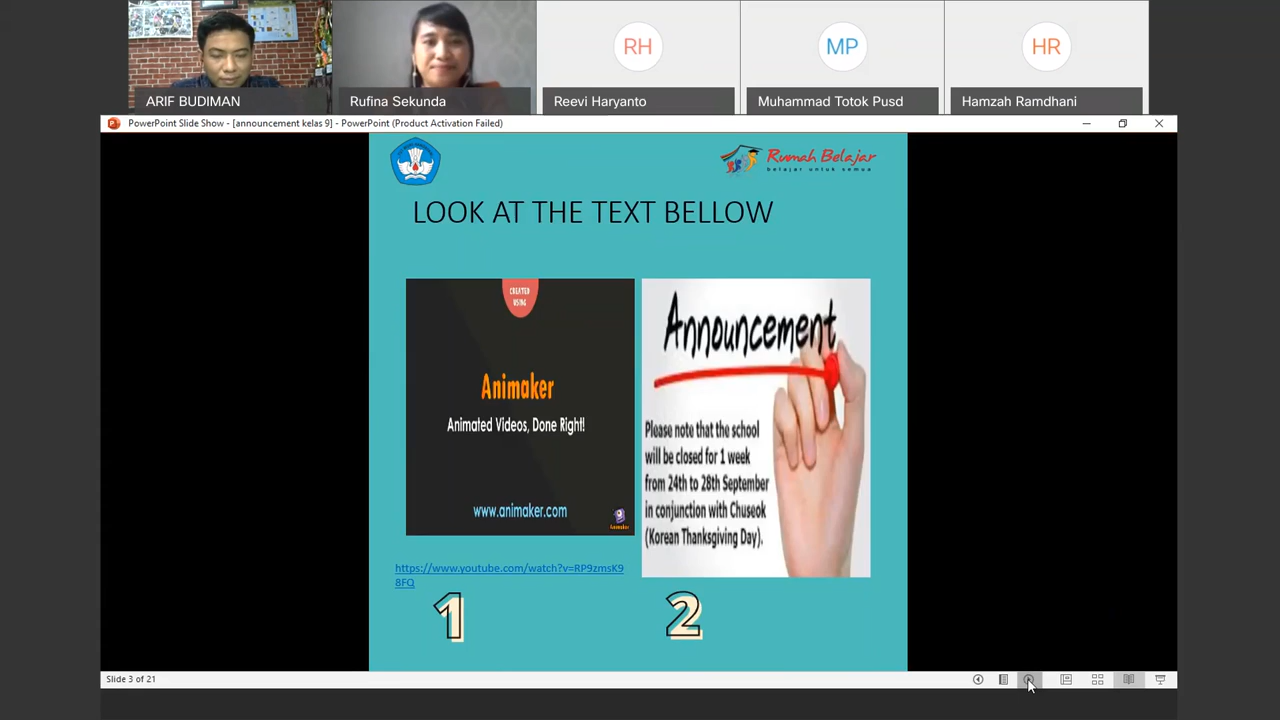 RH
MP
HR
ARIF BUDIMAN
Rufina Sekunda
Reevi Haryanto
Muhammad Totok Pusd
Hamzah Ramdhani
PowerPoint Slide Show - [announcement kelas 9] - PowerPoint (Product Activation Failed)
Rumah Belajar
belajar untuk semua
LOOK AT THE TEXT BELLOW
CREATED
USING
Animaker
Animated Videos, Done Right!
www.animaker.com
Animaker
https://www.youtube.com/watch?v=RP9zmsK9
8FQ
1
Announcement
Please note that the school
will be closed for 1 week
from 24th to 28th September
in conjunction with Chuseok
(Korean Thanksgiving Day).
2
Slide 3 of 21